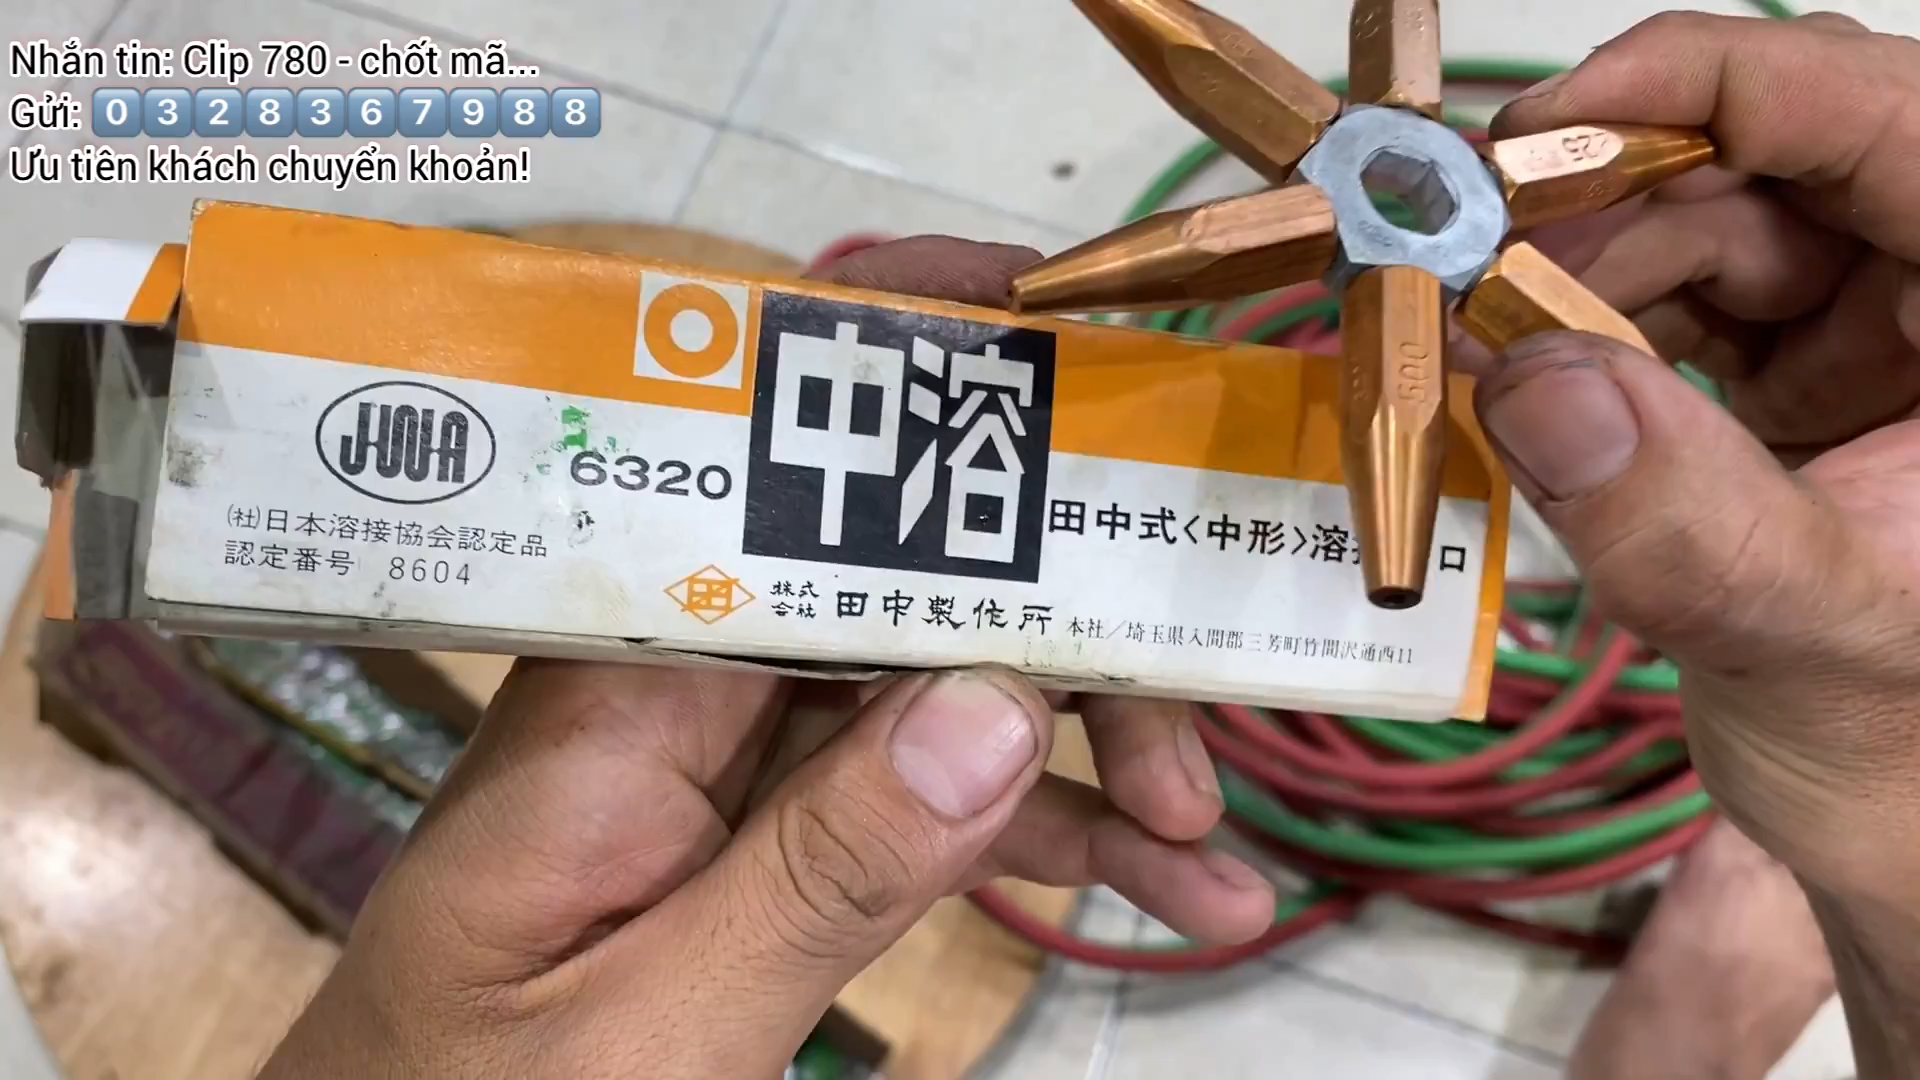 Nhắn tin: Clip 780 - chốt mã...
Gửi: 0328367988
Ưu tiên khách chuyển khoản!
6320
中溶
田中式〈中形〉溶 口
(社)日本溶接協会認定品
認定番号 8604
株式会社 田中製作所 本社/埼玉県入間郡三芳町竹間沢通西11
500